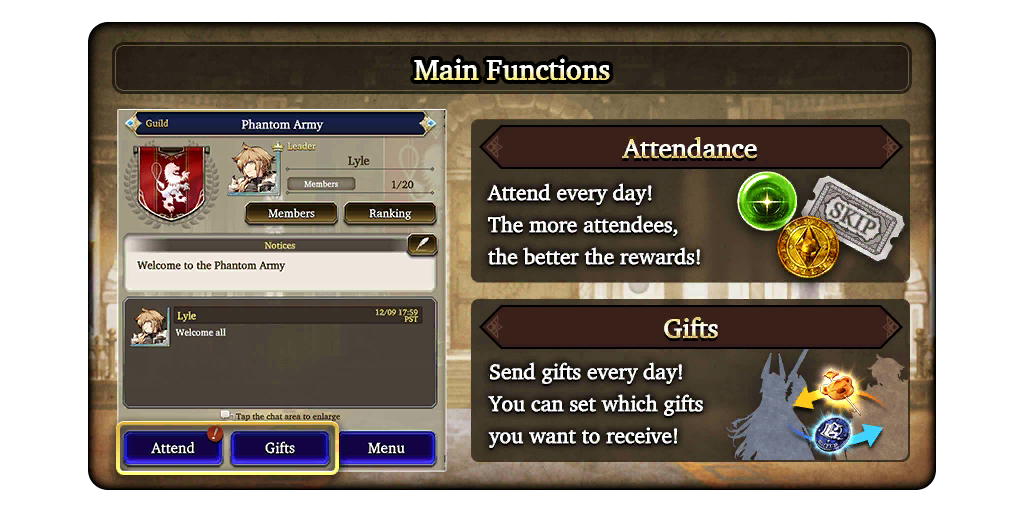 Main Functions
Guild
Phantom Army
Leader
Lyle
Members
1/20
Members
Ranking
Notices
Welcome to the Phantom Army
Lyle
12/09 17:59
PST
Welcome all
Tap the chat area to enlarge
Attend
Gifts
Menu
Attendance
Attend every day!
The more attendees,
the better the rewards!
SKIP
Gifts
Send gifts every day!
You can set which gifts
you want to receive!